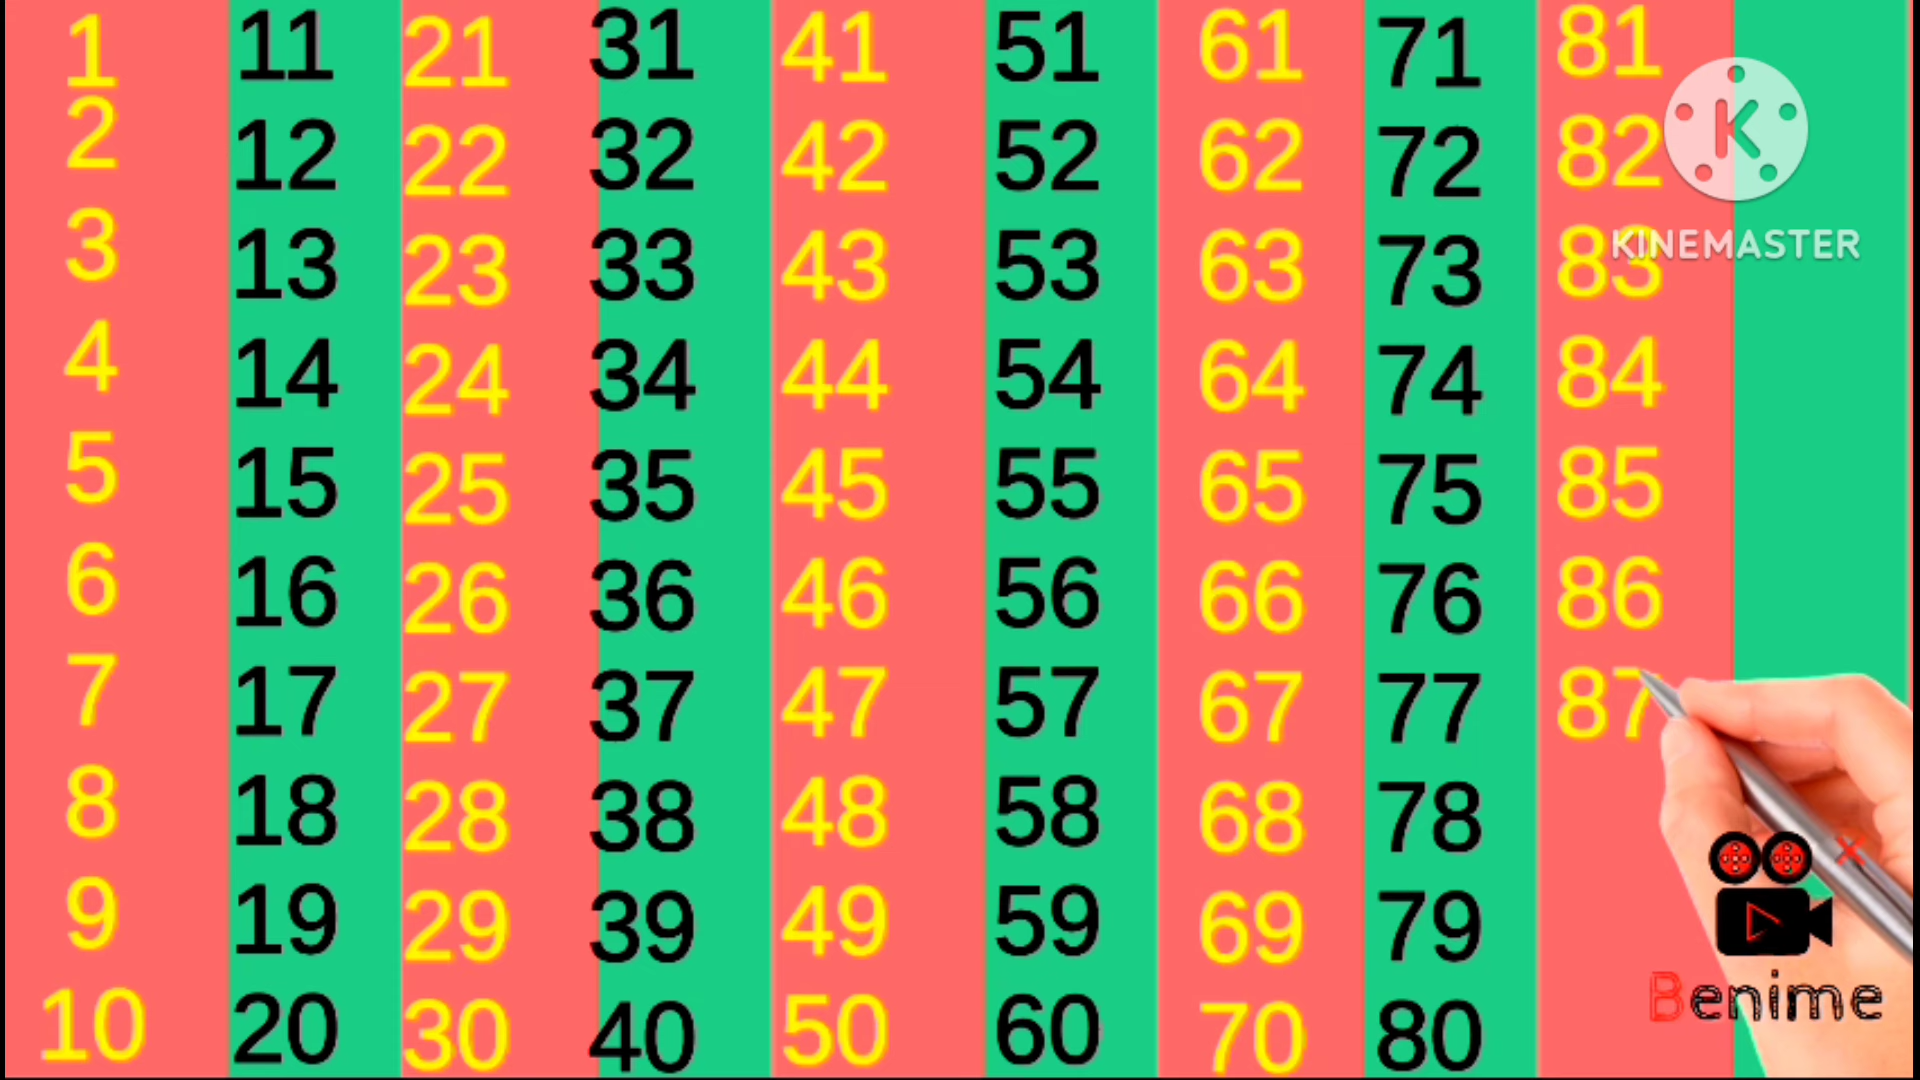 1 11 21 31 41 51 61 71 81
2 12 22 32 42 52 62 72 82
3 13 23 33 43 53 63 73 83
4 14 24 34 44 54 64 74 84
5 15 25 35 45 55 65 75 85
6 16 26 36 46 56 66 76 86
7 17 27 37 47 57 67 77 87
8 18 28 38 48 58 68 78
9 19 29 39 49 59 69 79
10 20 30 40 50 60 70 80
K
KINEMASTER
Benime